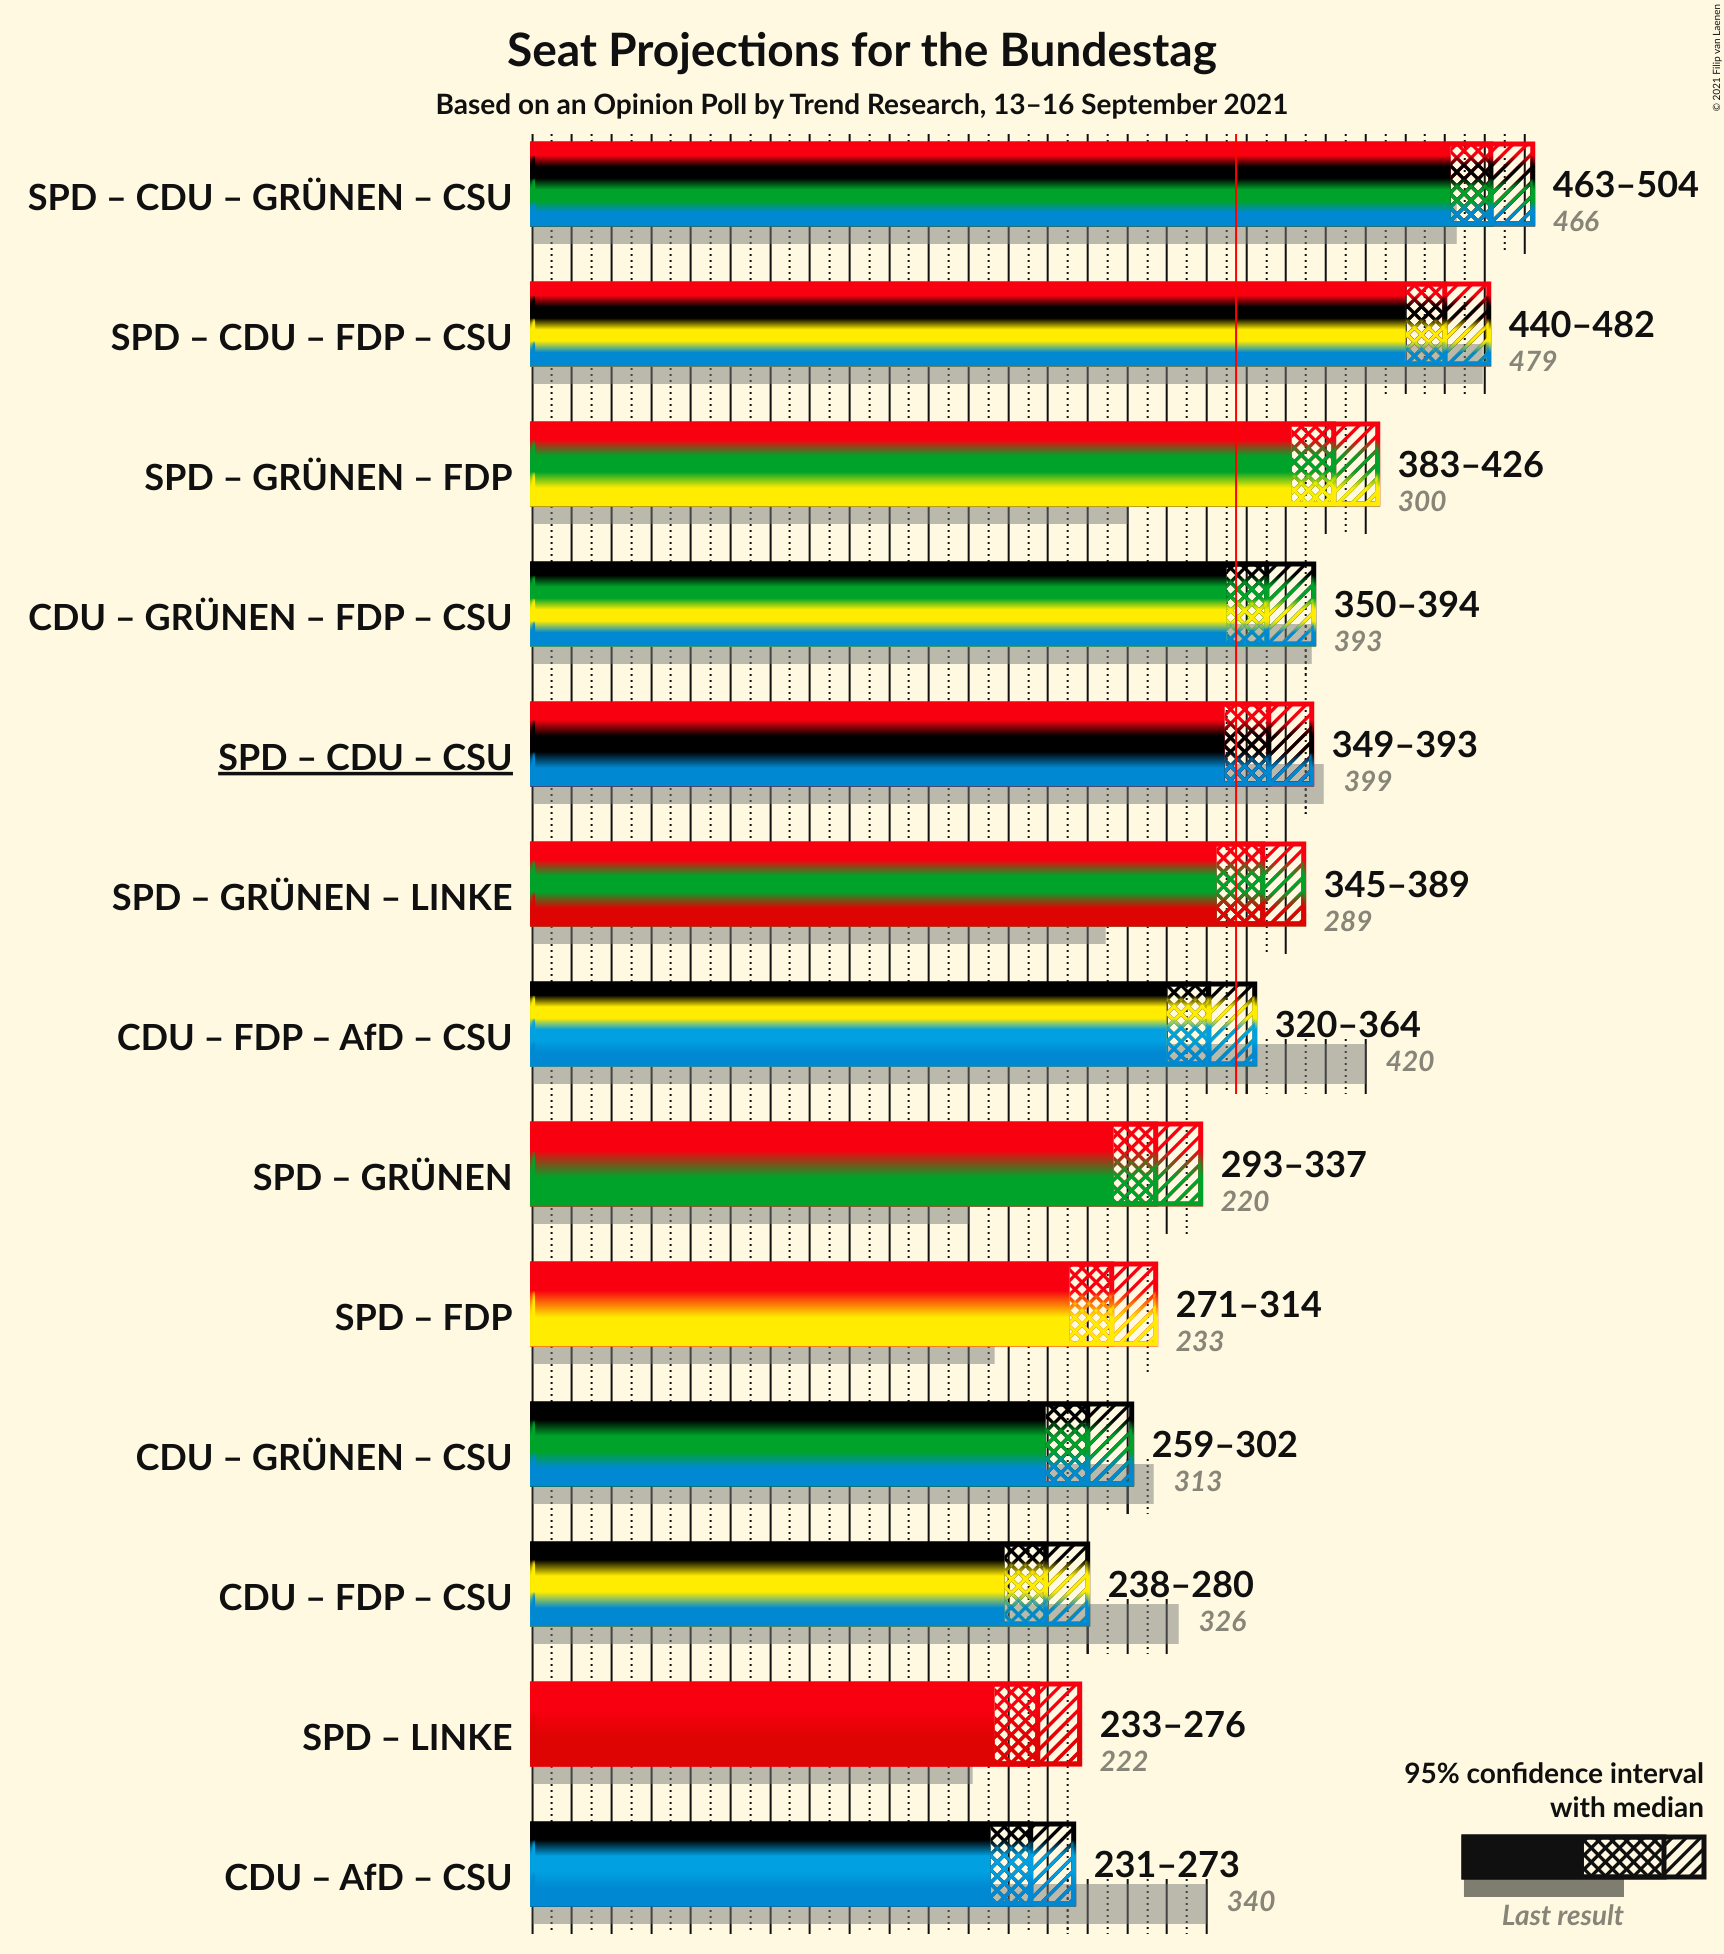 Seat Projections for the Bundestag
Based on an Opinion Poll by Trend Research, 13–16 September 2021
© 2021 Filip van Laenen
SPD – CDU – GRÜNEN – CSU
463–504
466
SPD – CDU – FDP – CSU
440–482
479
SPD – GRÜNEN – FDP
383–426
300
CDU – GRÜNEN – FDP – CSU
350–394
393
SPD – CDU – CSU
349–393
399
SPD – GRÜNEN – LINKE
345–389
289
CDU – FDP – AfD – CSU
320–364
420
SPD – GRÜNEN
293–337
220
SPD – FDP
271–314
233
CDU – GRÜNEN – CSU
259–302
313
CDU – FDP – CSU
238–280
326
SPD – LINKE
233–276
222
CDU – AfD – CSU
231–273
340
95% confidence interval
with median
Last result